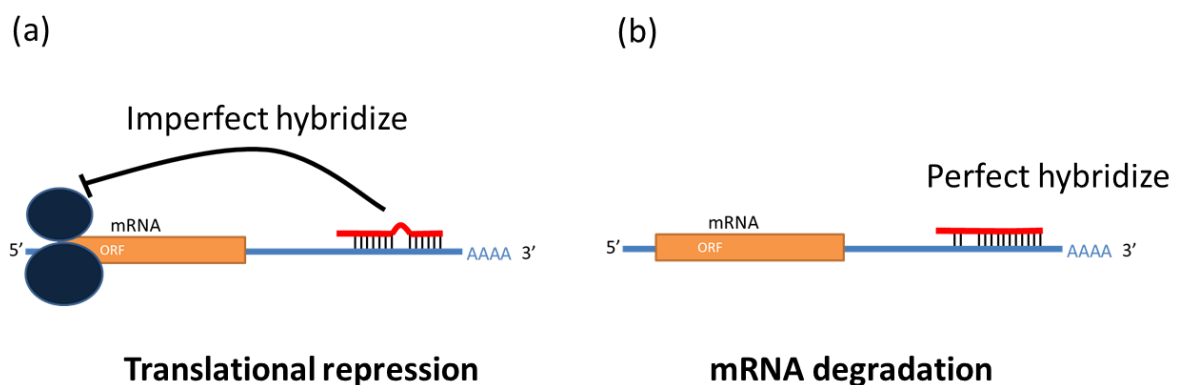 (a)
Imperfect hybridize
mRNA
5’
ORF
AAAA 3’
Translational repression
(b)
Perfect hybridize
mRNA
5’
ORF
AAAA 3’
mRNA degradation